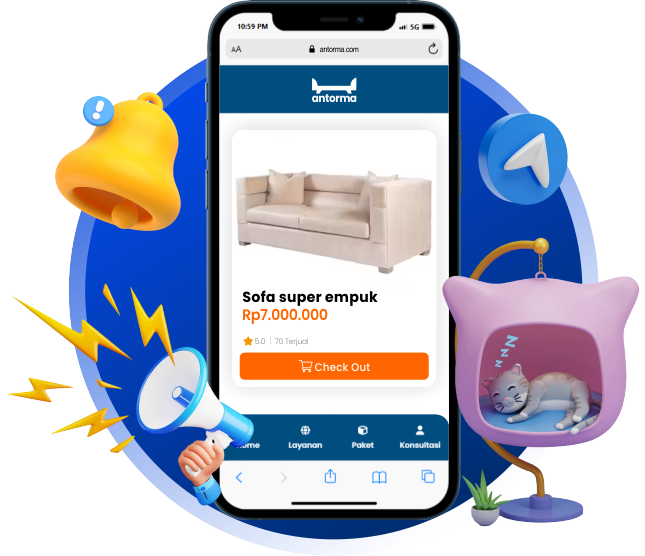 10:59 PM
5G
AA
antorma.com
antorma
Sofa super empuk
Rp7.000.000
5.0 | 70 Terjual
Check Out
ome Layanan Paket Konsultasi
z z Z